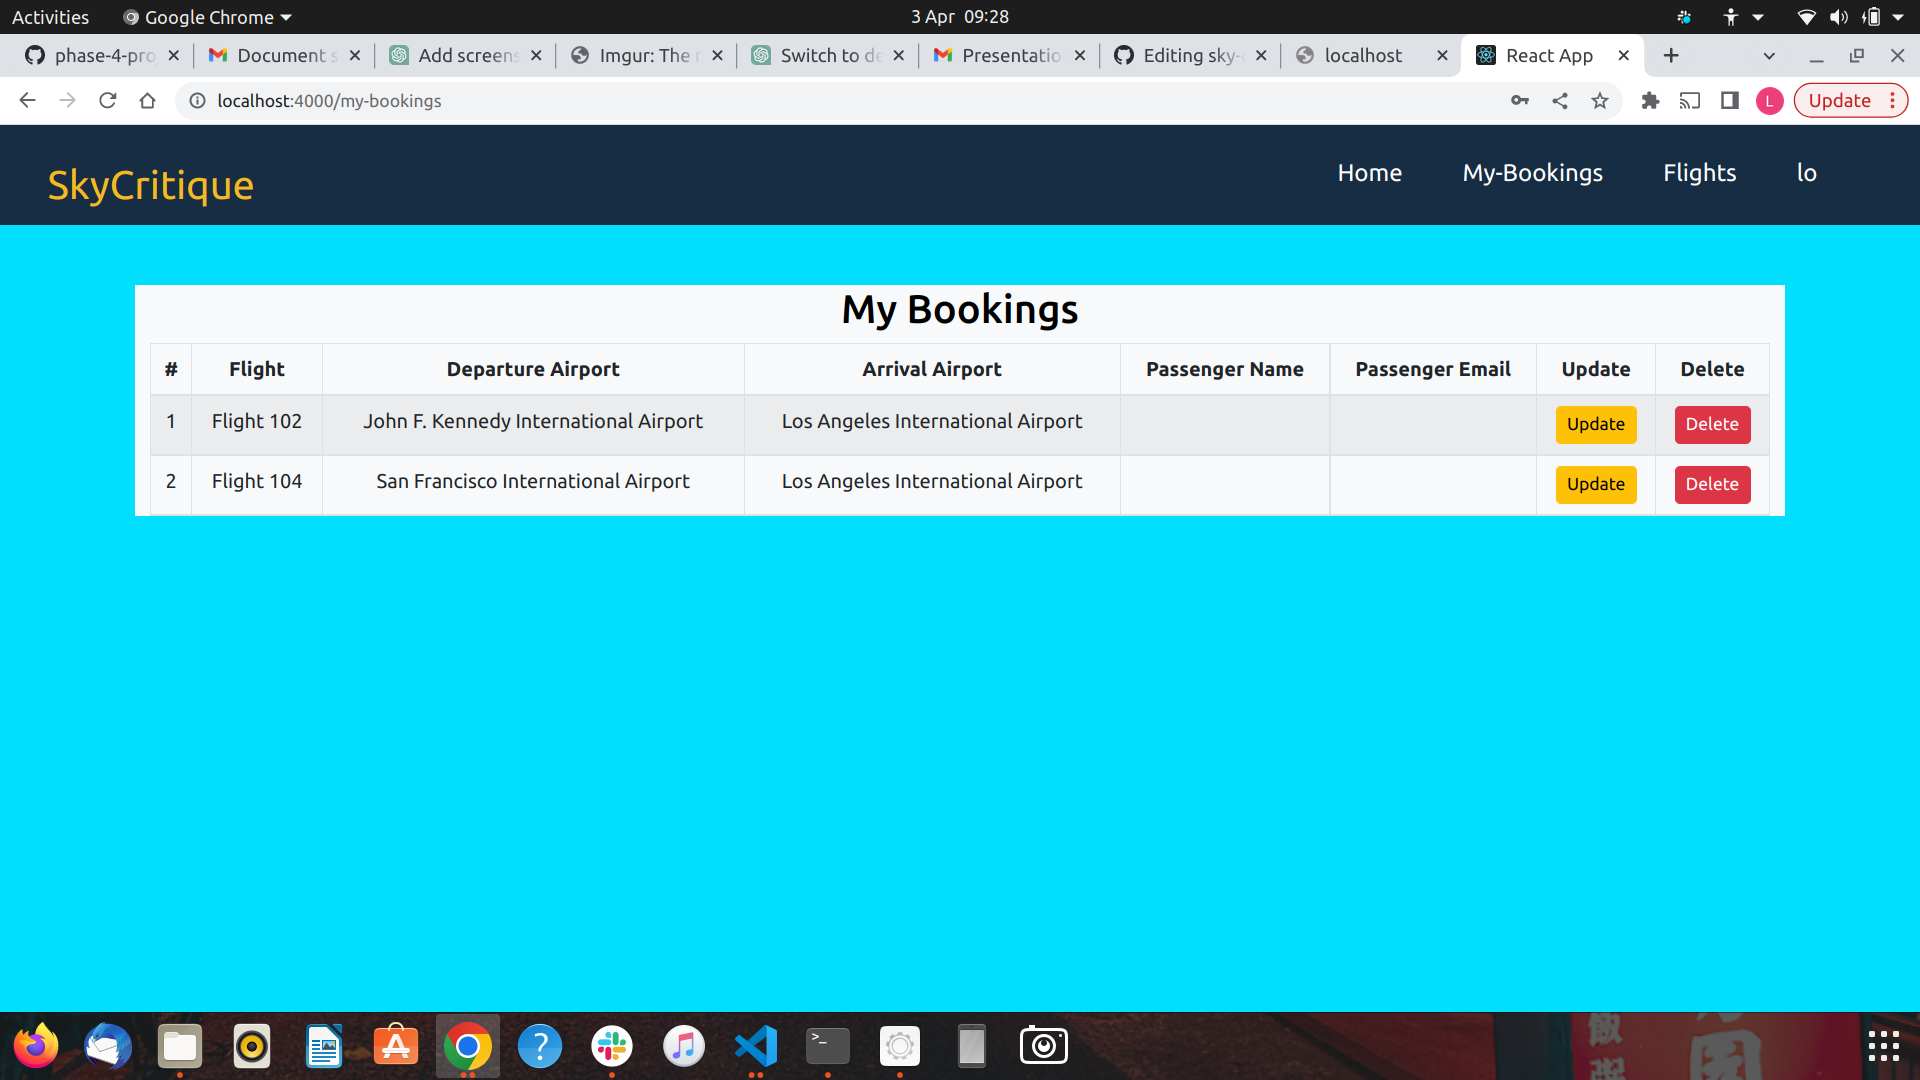 Activities Google Chrome 3 Apr 09:28
phase-4-pro Document s Add screens Imgur: The Switch to de Presentatio Editing sky- localhost React App
localhost:4000/my-bookings L Update
SkyCritique Home My-Bookings Flights lo
My Bookings
# Flight Departure Airport Arrival Airport Passenger Name Passenger Email Update Delete
1 Flight 102 John F. Kennedy International Airport Los Angeles International Airport Update Delete
2 Flight 104 San Francisco International Airport Los Angeles International Airport Update Delete